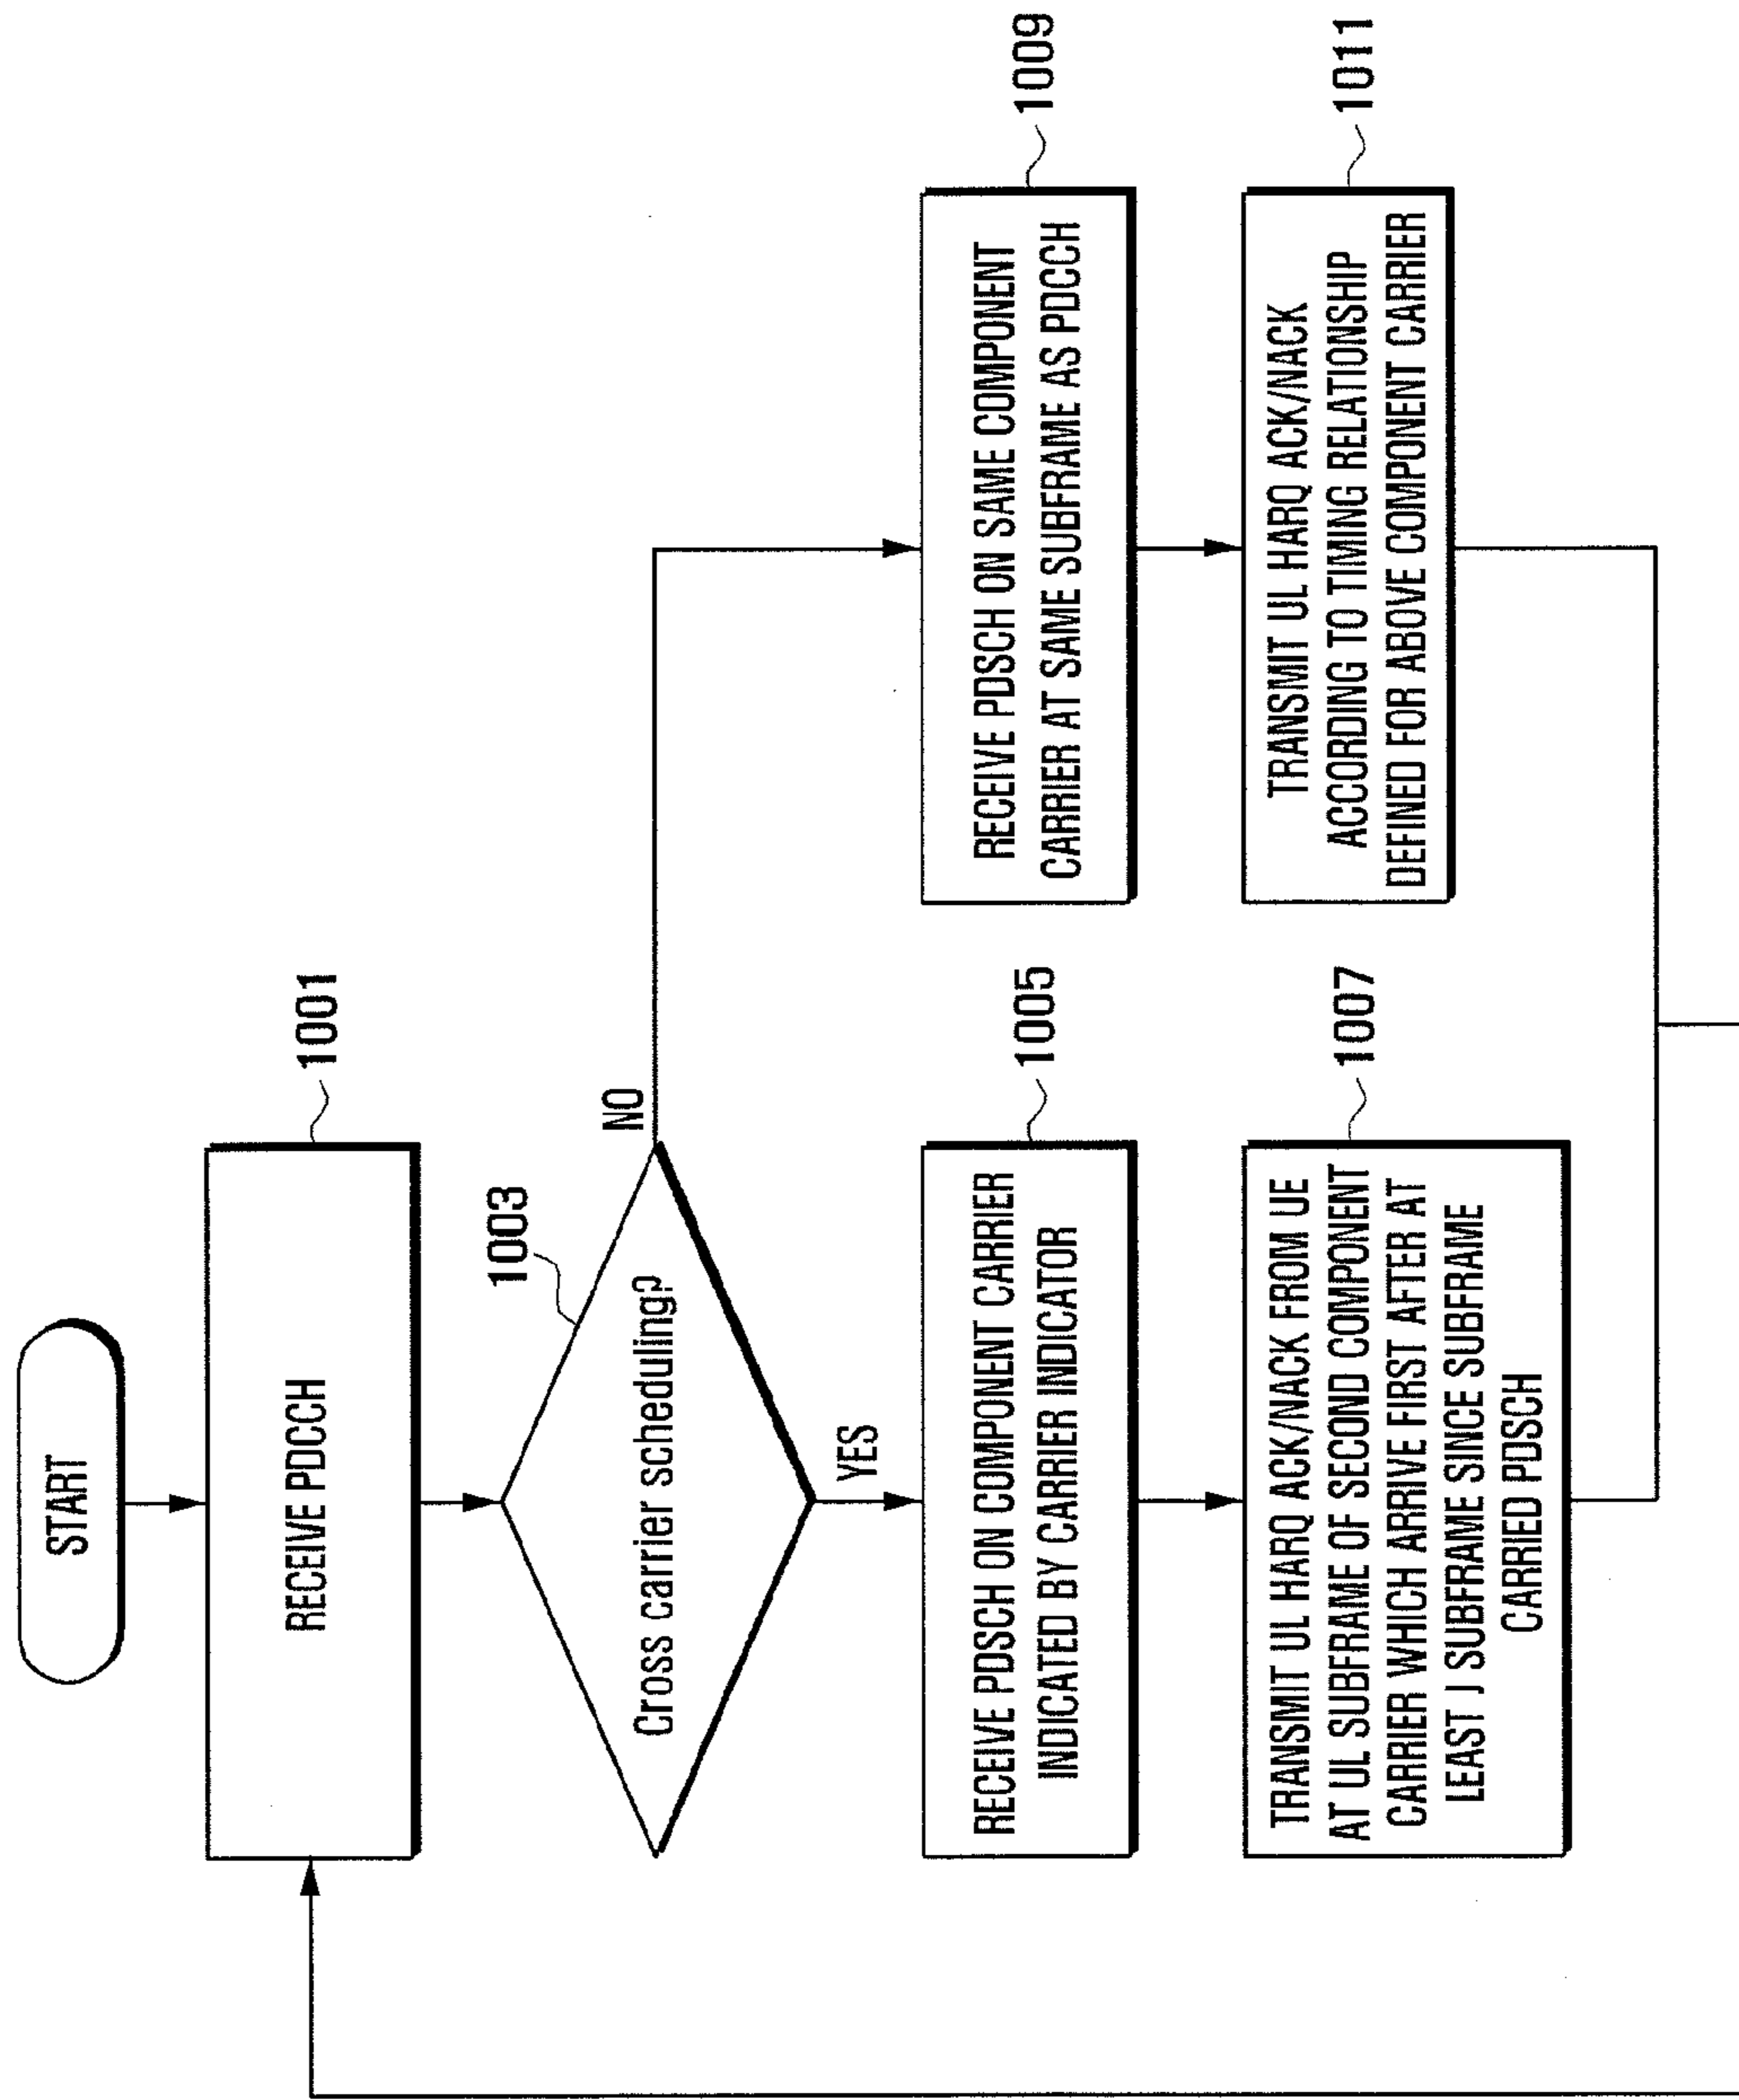 START
RECEIVE PDCCH
1001
1003
Cross carrier scheduling?
NO
YES
RECEIVE PDSCH ON COMPONENT CARRIER
INDICATED BY CARRIER INDICATOR
1005
TRANSMIT UL HARQ ACK/NACK FROM UE
AT UL SUBFRAME OF SECOND COMPONENT
CARRIER WHICH ARRIVE FIRST AFTER AT
LEAST J SUBFRAME SINCE SUBFRAME
CARRIED PDSCH
1007
RECEIVE PDSCH ON SAME COMPONENT
CARRIER AT SAME SUBFRAME AS PDCCH
1009
TRANSMIT UL HARQ ACK/NACK
ACCORDING TO TIMING RELATIONSHIP
DEFINED FOR ABOVE COMPONENT CARRIER
1011